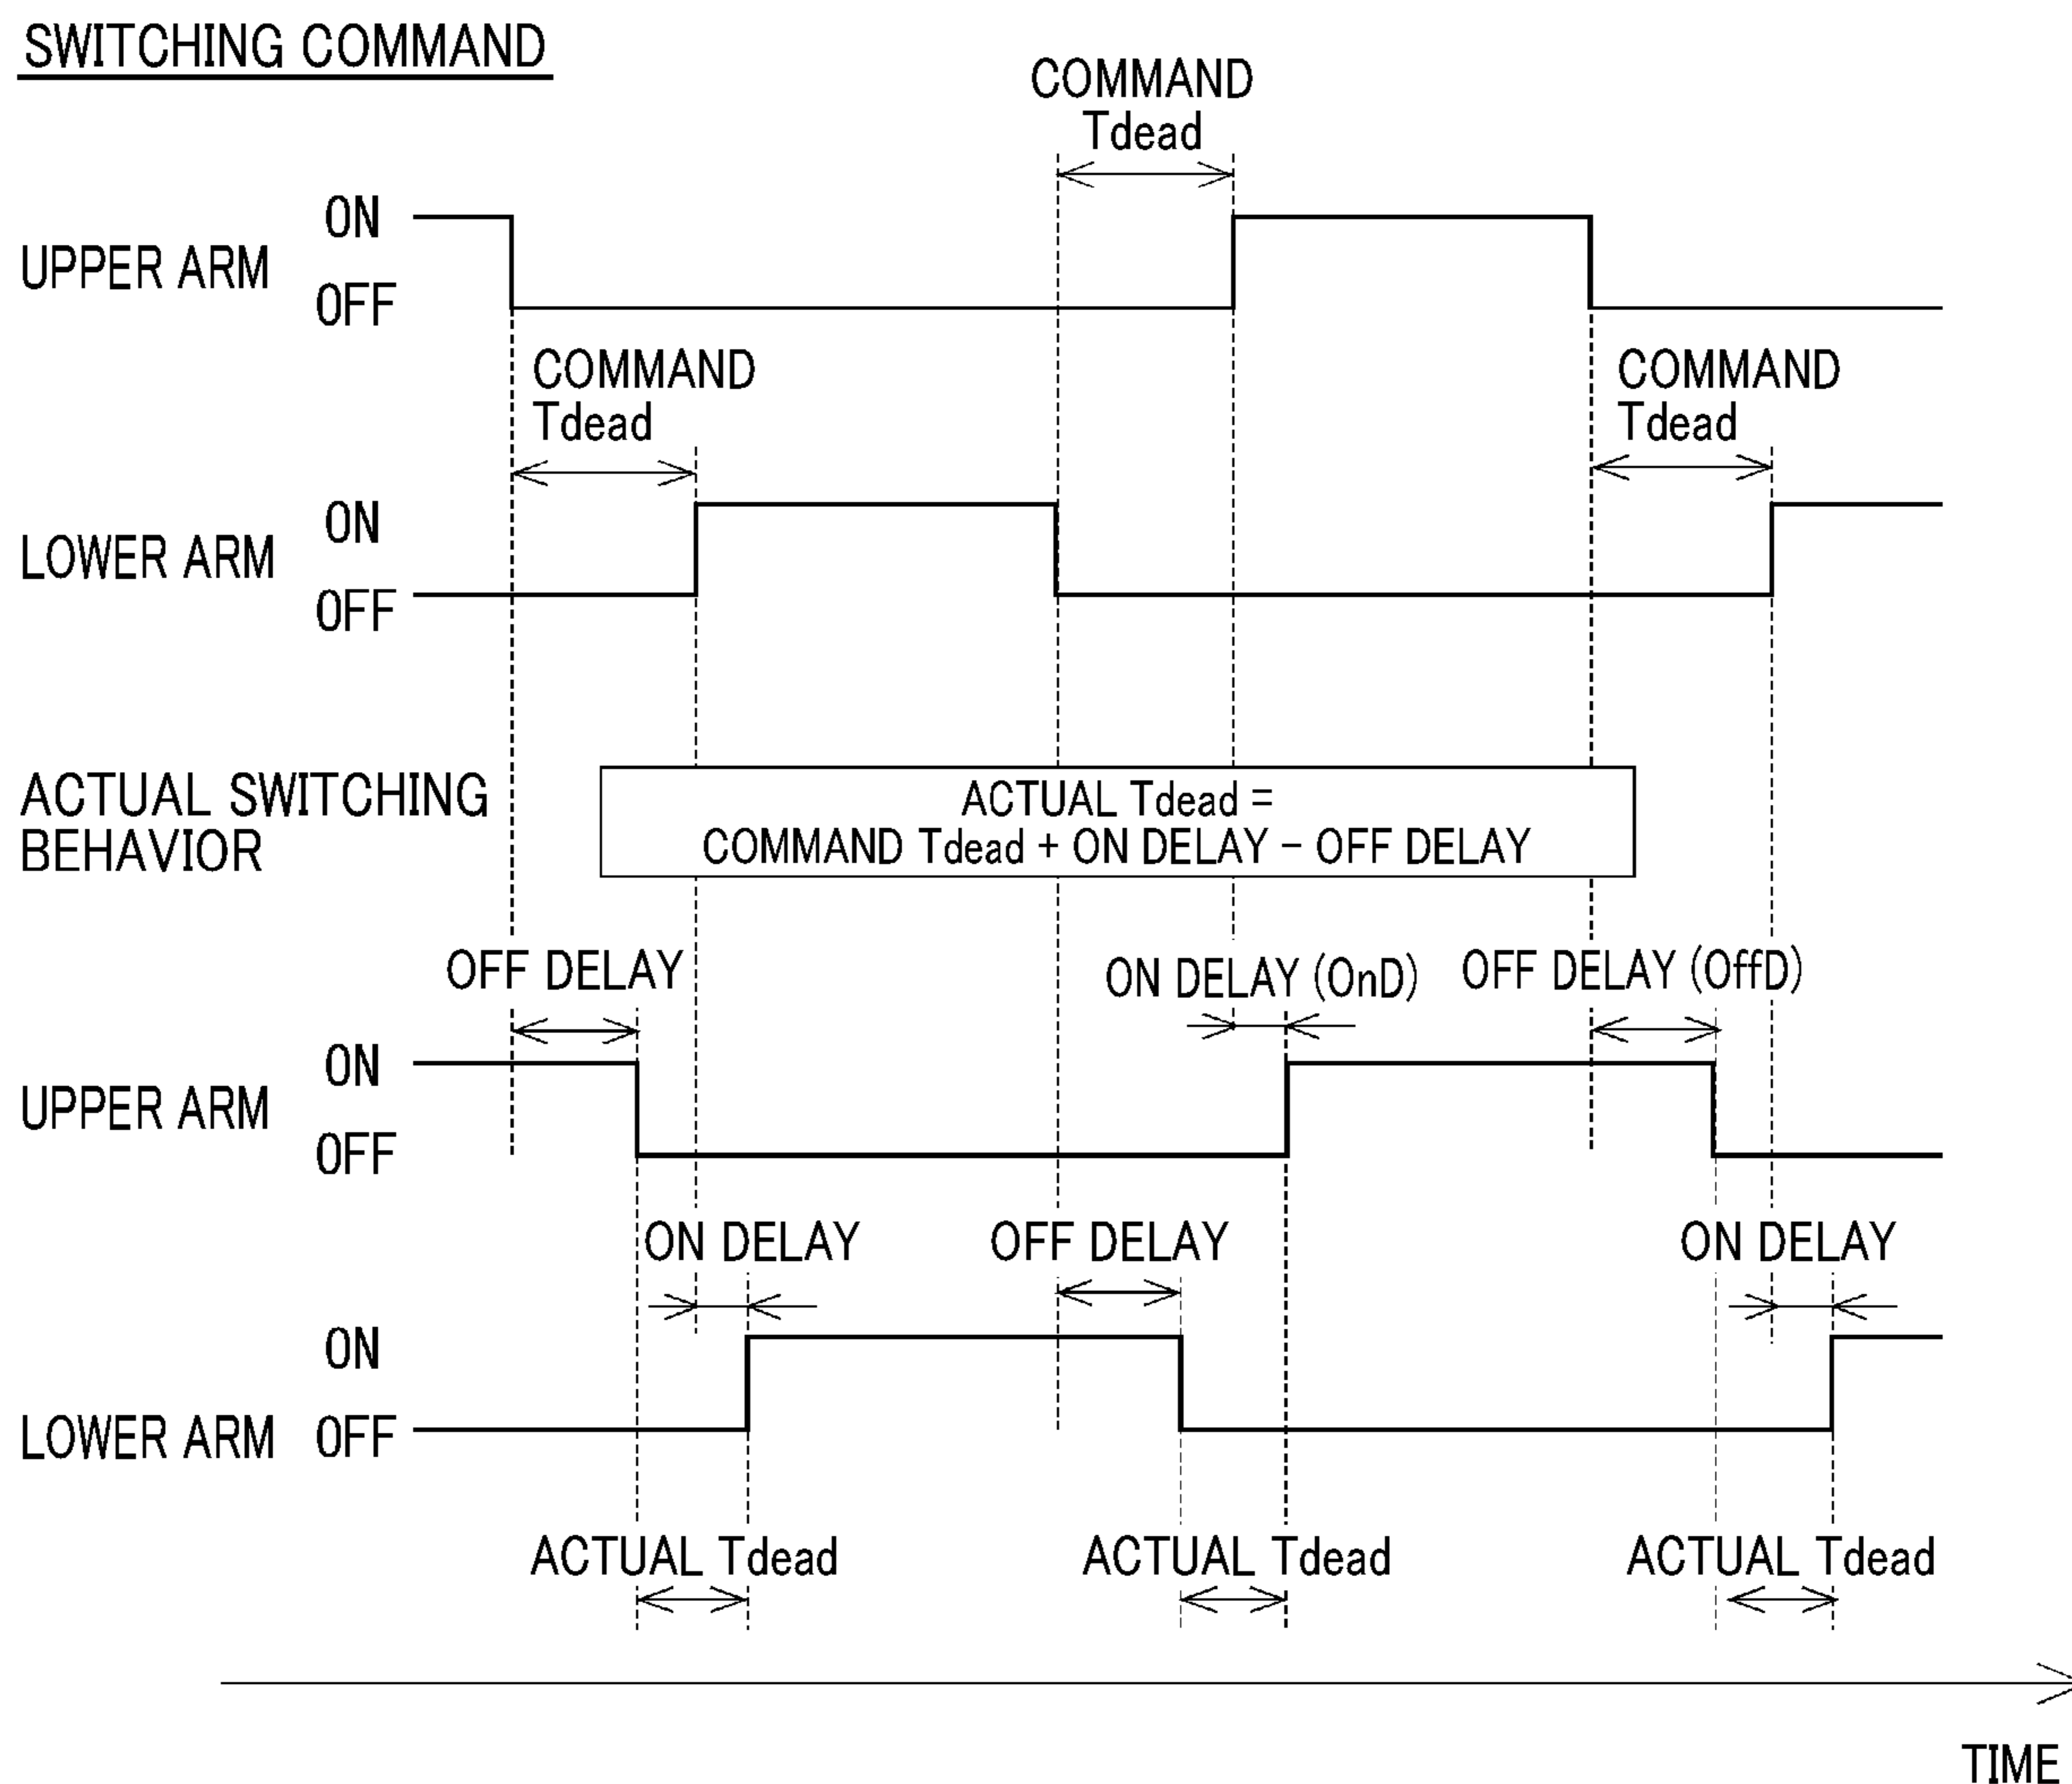 SWITCHING COMMAND
COMMAND
Tdead
ON
UPPER ARM
OFF
COMMAND
Tdead
COMMAND
Tdead
ON
LOWER ARM
OFF
ACTUAL SWITCHING
BEHAVIOR
ACTUAL Tdead =
COMMAND Tdead + ON DELAY − OFF DELAY
OFF DELAY
ON DELAY (OnD)
OFF DELAY (OffD)
ON
UPPER ARM
OFF
ON DELAY
OFF DELAY
ON DELAY
ON
LOWER ARM
OFF
ACTUAL Tdead
ACTUAL Tdead
ACTUAL Tdead
TIME